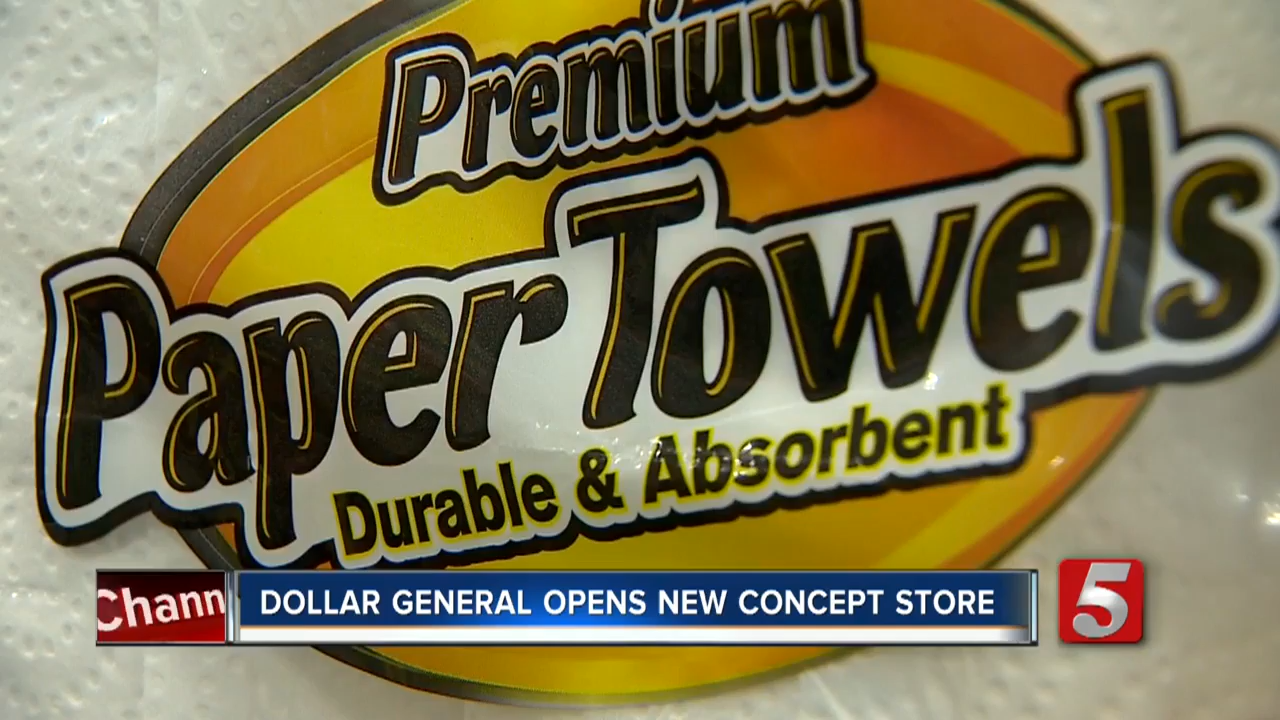 Premium
Paper Towels
Durable & Absorbent
Chann
DOLLAR GENERAL OPENS NEW CONCEPT STORE
5